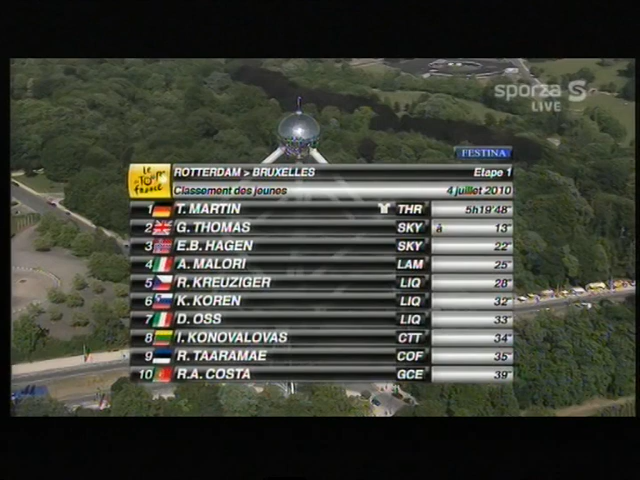 sporza S
LIVE
FESTINA
Le Tour de france
ROTTERDAM > BRUXELLES Etape 1
Classement des jeunes 4 juillet 2010
1 T. MARTIN THR 5h19'48"
2 G. THOMAS SKY à 13"
3 E.B. HAGEN SKY 22"
4 A. MALORI LAM 25"
5 R. KREUZIGER LIQ 28"
6 K. KOREN LIQ 32"
7 D. OSS LIQ 33"
8 I. KONOVALOVAS CTT 34"
9 R. TAARAMAE COF 35"
10 R.A. COSTA GCE 39"